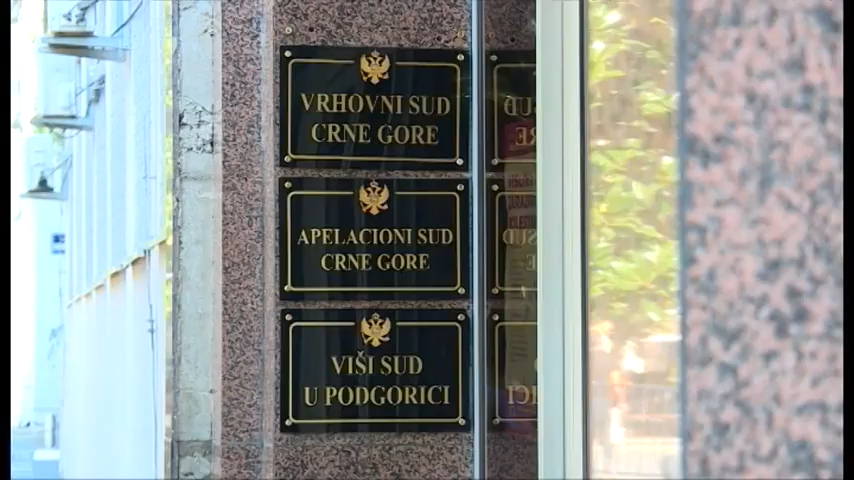 VRHOVNI SUD
CRNE GORE
APELACIONI SUD
CRNE GORE
VIŠI SUD
U PODGORICI